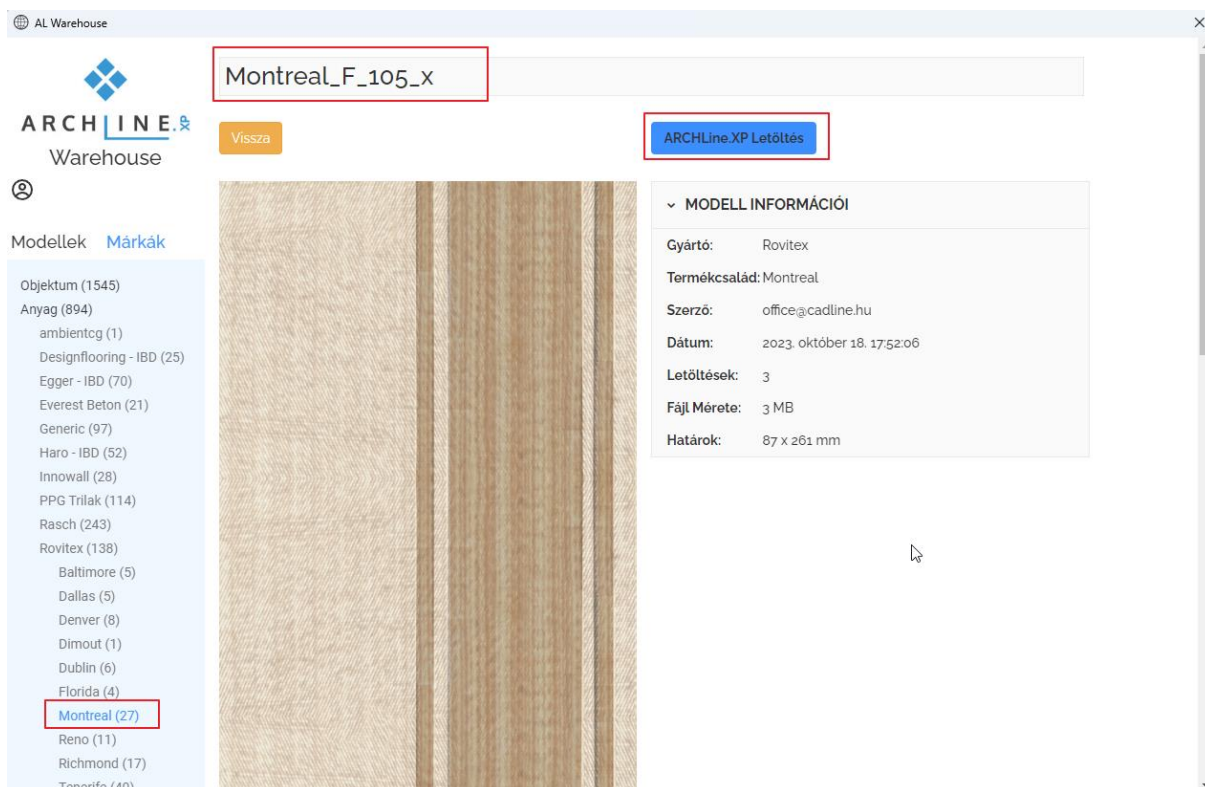 AL Warehouse
ARCHLINE.XP
Warehouse
Modellek Márkák
Objektum (1545)
Anyag (894)
ambientcg (1)
Designflooring - IBD (25)
Egger - IBD (70)
Everest Beton (21)
Generic (97)
Haro - IBD (52)
Innowall (28)
PPG Trilak (114)
Rasch (243)
Rovitex (138)
Baltimore (5)
Dallas (5)
Denver (8)
Dimout (1)
Dublin (6)
Florida (4)
Montreal (27)
Reno (11)
Richmond (17)
Tenerife (40)
Montreal_F_105_x
Vissza
ARCHLine.XP Letöltés
MODELL INFORMÁCIÓI
Gyártó: Rovitex
Termékcsalád: Montreal
Szerző: office@cadline.hu
Dátum: 2023. október 18. 17:52:06
Letöltések: 3
Fájl Mérete: 3 MB
Határok: 87 x 261 mm